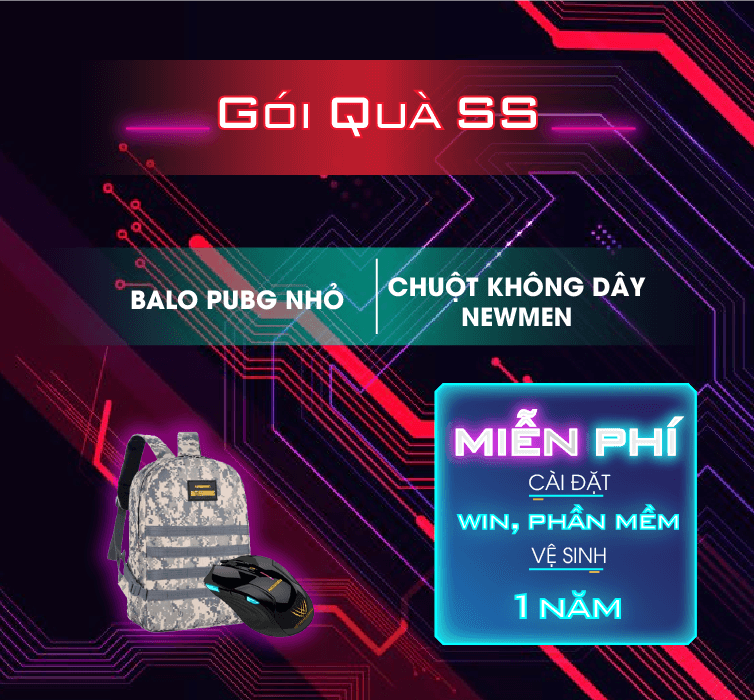 Gói Quà SS
BALO PUBG NHỎ
CHUỘT KHÔNG DÂY
NEWMEN
MIỄN PHÍ
CÀI ĐẶT
WIN, PHẦN MỀM
VỆ SINH
1 NĂM